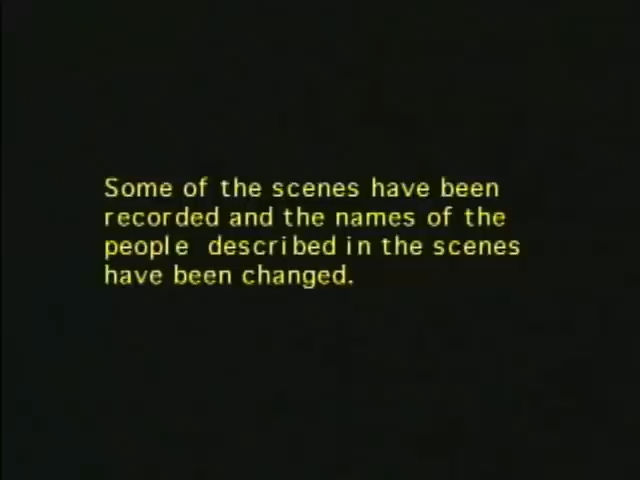 Some of the scenes have been
recorded and the names of the
people described in the scenes
have been changed.